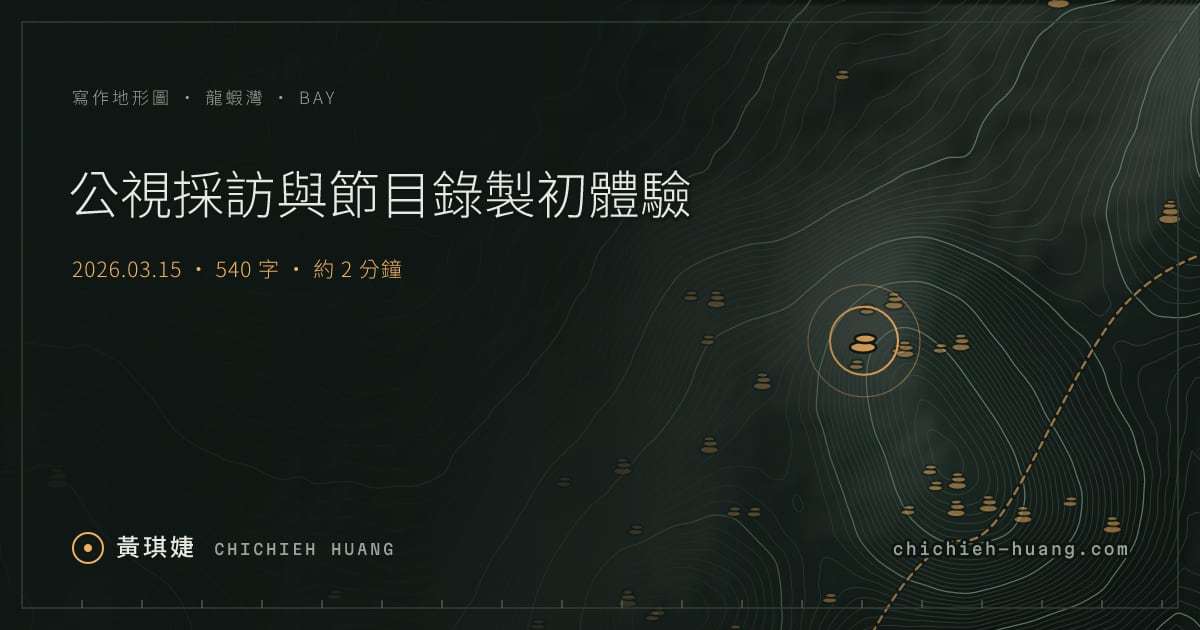 寫作地形圖 · 龍蝦灣 · BAY
公視採訪與節目錄製初體驗
2026.03.15 · 540 字 · 約 2 分鐘
黃琪婕 CHICHIEH HUANG
chichieh-huang.com